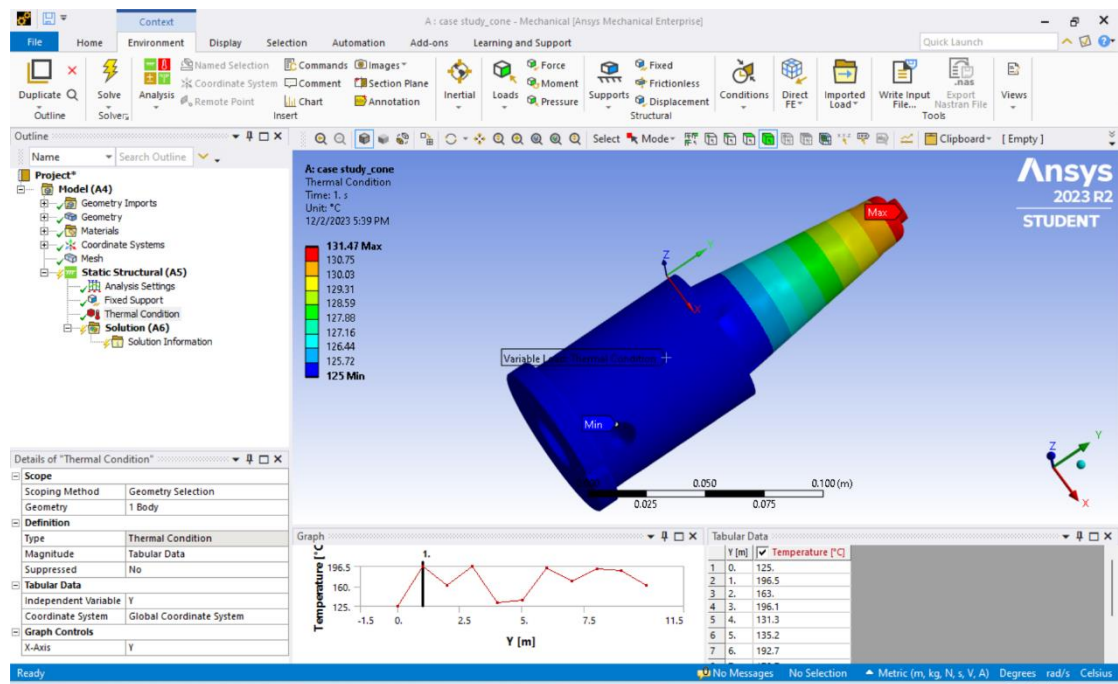 Context
A : case study_cone - Mechanical [Ansys Mechanical Enterprise]
File Home Environment Display Selection Automation Add-ons Learning and Support Quick Launch
Duplicate Q
Outline
Solve
Solvers
Analysis
Named Selection
Coordinate System
Remote Point
Commands
Comment
Chart
Images
Section Plane
Annotation
Insert
Inertial
Loads
Force
Moment
Pressure
Supports
Fixed
Frictionless
Displacement
Conditions
Direct FE
Imported Load
Structural
Write Input File...
Export Nastran File
.nas
Tools
Views
Outline
Name Search Outline
Select Mode Clipboard [Empty]
Project*
Model (A4)
Geometry Imports
Geometry
Materials
Coordinate Systems
Mesh
Static Structural (A5)
Analysis Settings
Fixed Support
Thermal Condition
Solution (A6)
Solution Information
A: case study_cone
Thermal Condition
Time: 1. s
Unit: °C
12/2/2023 5:39 PM
131.47 Max
130.75
130.03
129.31
128.59
127.88
127.16
126.44
125.72
125 Min
Ansys
2023 R2
STUDENT
Max
Z Y X
Min
0.050 0.100 (m)
0.025 0.075
Z Y X
Details of "Thermal Condition"
Scope
Scoping Method Geometry Selection
Geometry 1 Body
Definition
Type Thermal Condition
Magnitude Tabular Data
Suppressed No
Tabular Data
Independent Variable Y
Coordinate System Global Coordinate System
Graph Controls
X-Axis Y
Graph
1.
Temperature [°C]
196.5
160.
125.
-1.5 0. 2.5 5. 7.5 11.5
Y [m]
Tabular Data
Y [m] Temperature [°C]
1 0. 125.
2 1. 196.5
3 2. 163.
4 3. 196.1
5 4. 131.3
6 5. 135.2
7 6. 192.7
Ready No Messages No Selection Metric (m, kg, N, s, V, A) Degrees rad/s Celsius